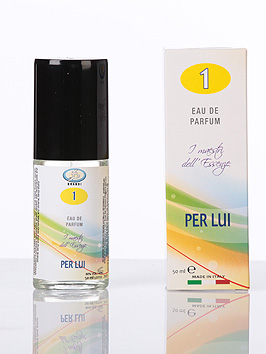 1
EAU DE
PARFUM
I maestri
dell'Essenze
PER LUI
1
EAU DE
PARFUM
I maestri
dell'Essenze
PER LUI
50 ml e
MADE IN ITALY